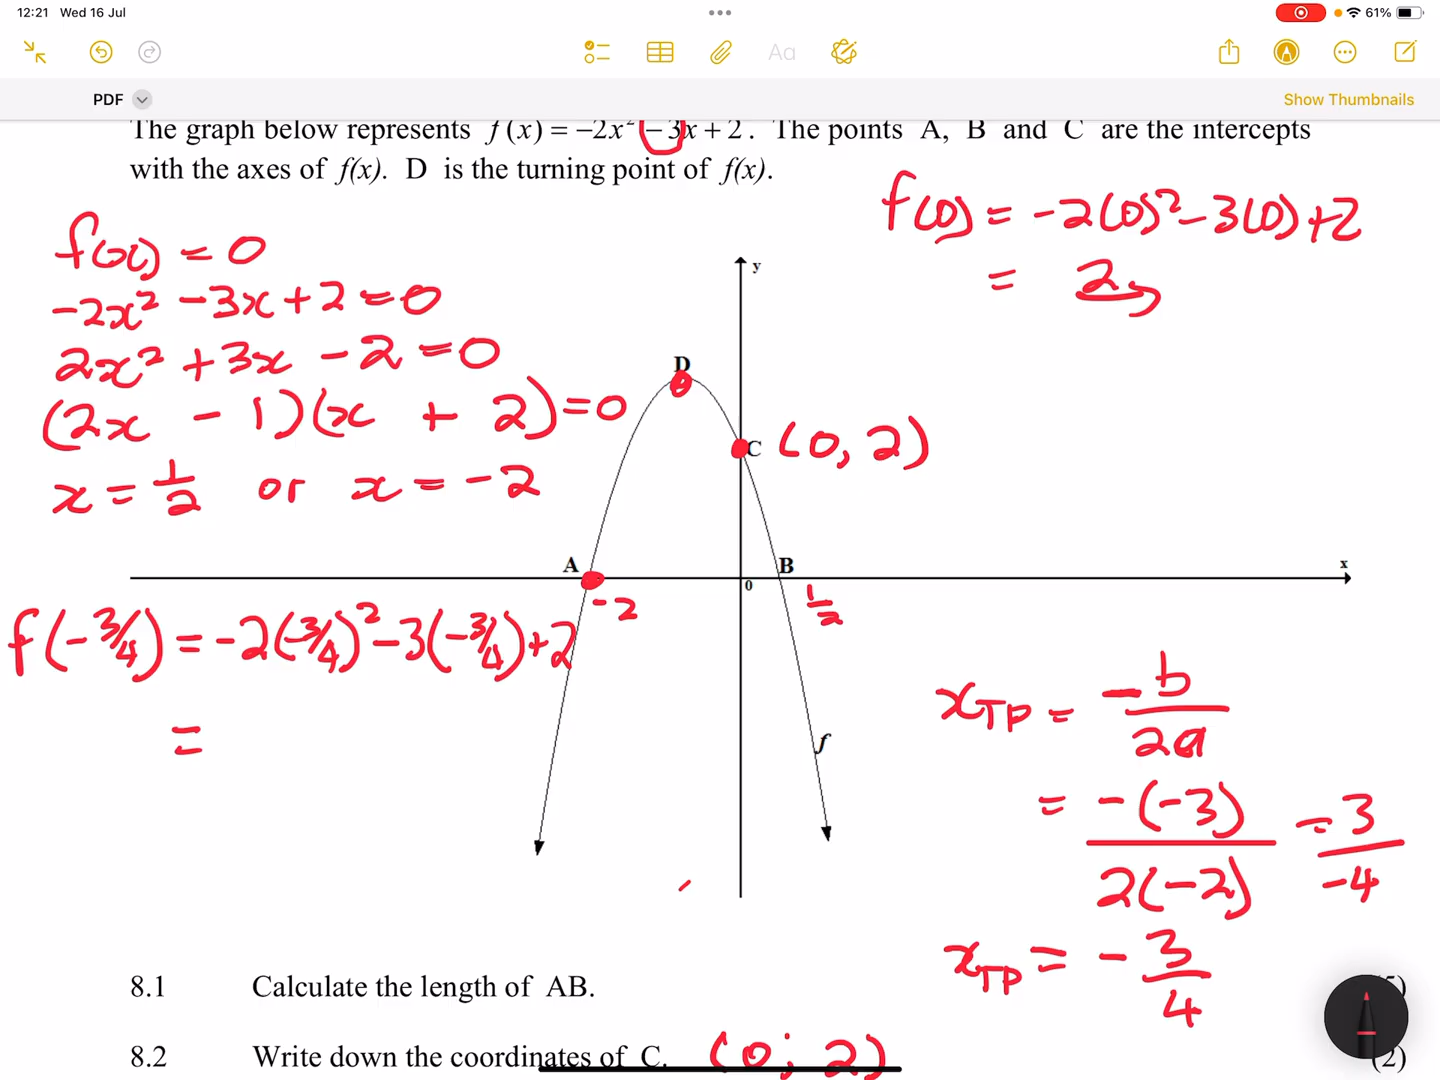 12:21 Wed 16 Jul
61%
Aa
PDF
Show Thumbnails
The graph below represents f(x) = −2x² − 3x + 2. The points A, B and C are the intercepts
with the axes of f(x). D is the turning point of f(x).
f(0) = -2(0)² - 3(0) + 2
= 2
f(x) = 0
-2x² - 3x + 2 = 0
2x² + 3x - 2 = 0
(2x - 1)(x + 2) = 0
x = 1/2 or x = -2
y
D
C (0, 2)
A
B
x
0
-2
1/2
f(-3/4) = -2(-3/4)² - 3(-3/4) + 2
=
f
xTP = -b/2a
= -(-3)/2(-2) = 3/-4
xTP = -3/4
8.1 Calculate the length of AB.
8.2 Write down the coordinates of C. (0; 2) (2)